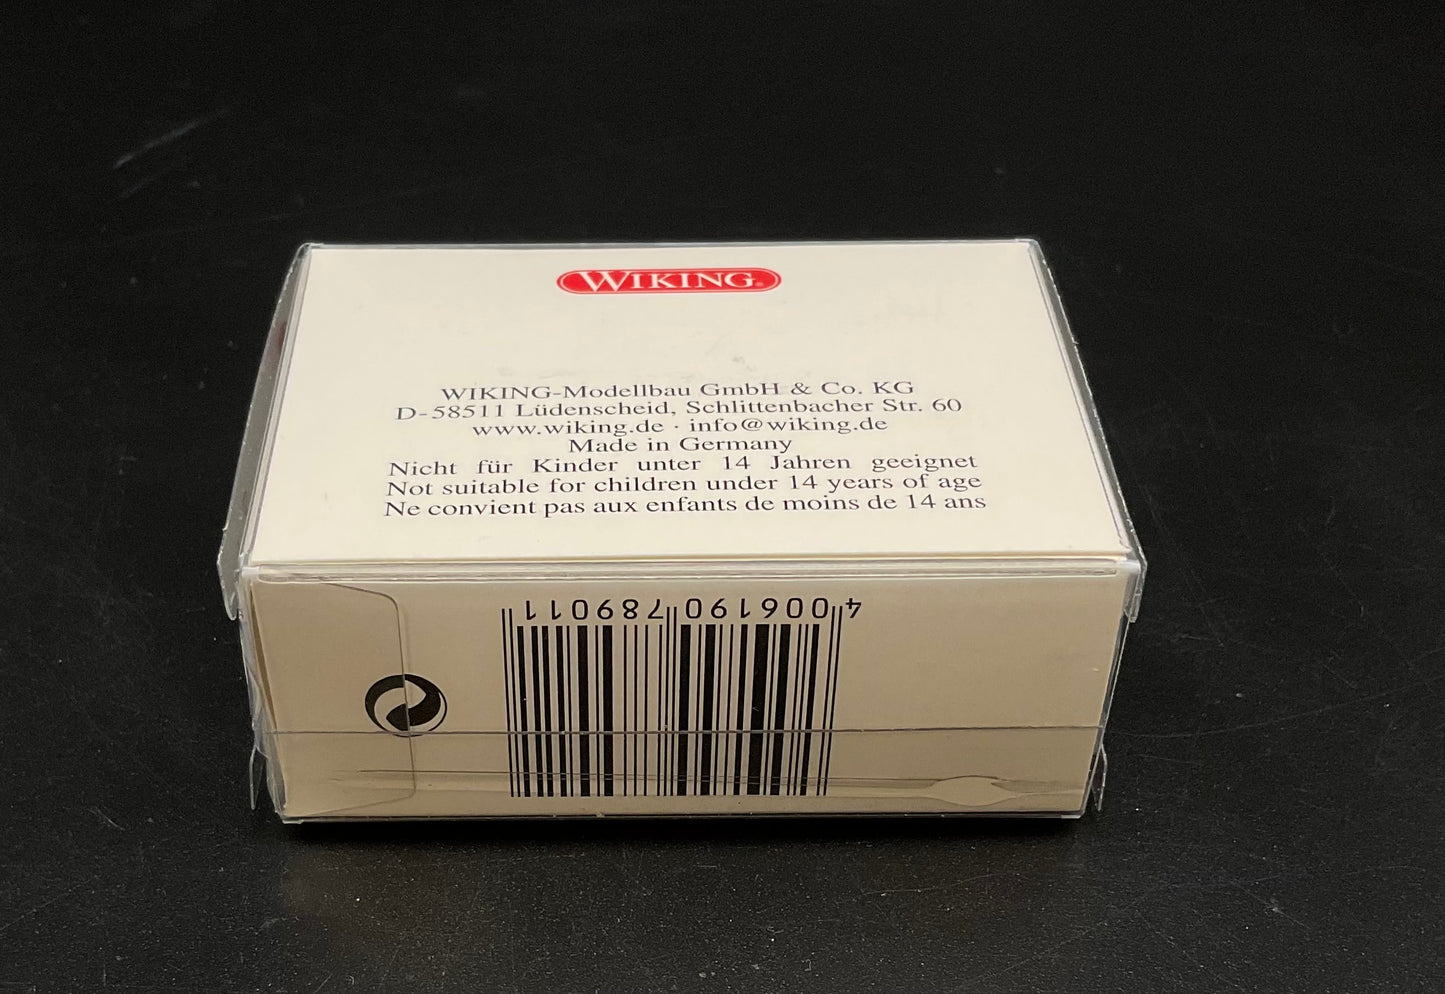 WIKING®
WIKING-Modellbau GmbH & Co. KG
D-58511 Lüdenscheid, Schlittenbacher Str. 60
www.wiking.de · info@wiking.de
Made in Germany
Nicht für Kinder unter 14 Jahren geeignet
Not suitable for children under 14 years of age
Ne convient pas aux enfants de moins de 14 ans
4 006190 789011